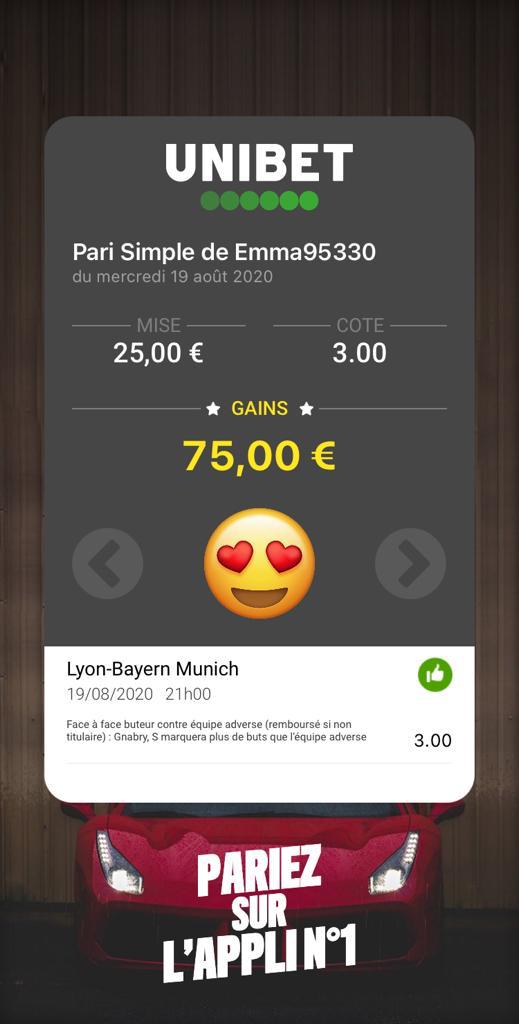 UNIBET
Pari Simple de Emma95330
du mercredi 19 août 2020
MISE
25,00 €
COTE
3.00
GAINS
75,00 €
Lyon-Bayern Munich
19/08/2020 21h00
Face à face buteur contre équipe adverse (remboursé si non
titulaire) : Gnabry, S marquera plus de buts que l'équipe adverse
3.00
PARIEZ
SUR
L'APPLI N°1